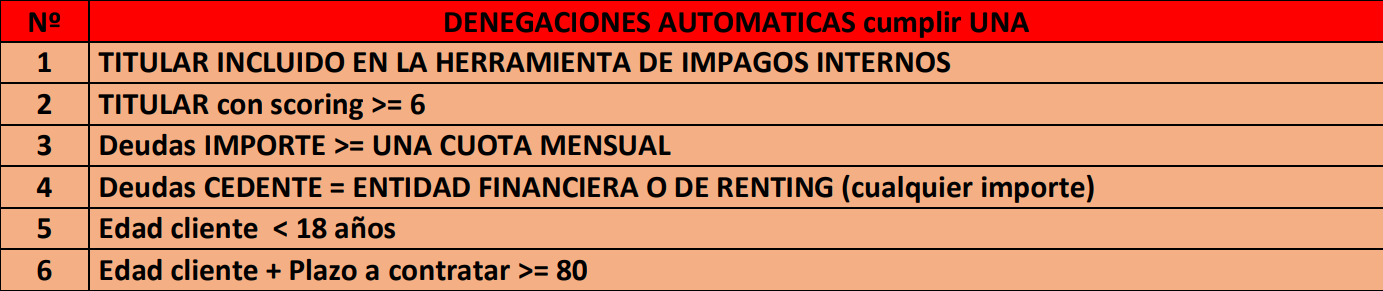 Nº DENEGACIONES AUTOMATICAS cumplir UNA
1 TITULAR INCLUIDO EN LA HERRAMIENTA DE IMPAGOS INTERNOS
2 TITULAR con scoring >= 6
3 Deudas IMPORTE >= UNA CUOTA MENSUAL
4 Deudas CEDENTE = ENTIDAD FINANCIERA O DE RENTING (cualquier importe)
5 Edad cliente < 18 años
6 Edad cliente + Plazo a contratar >= 80